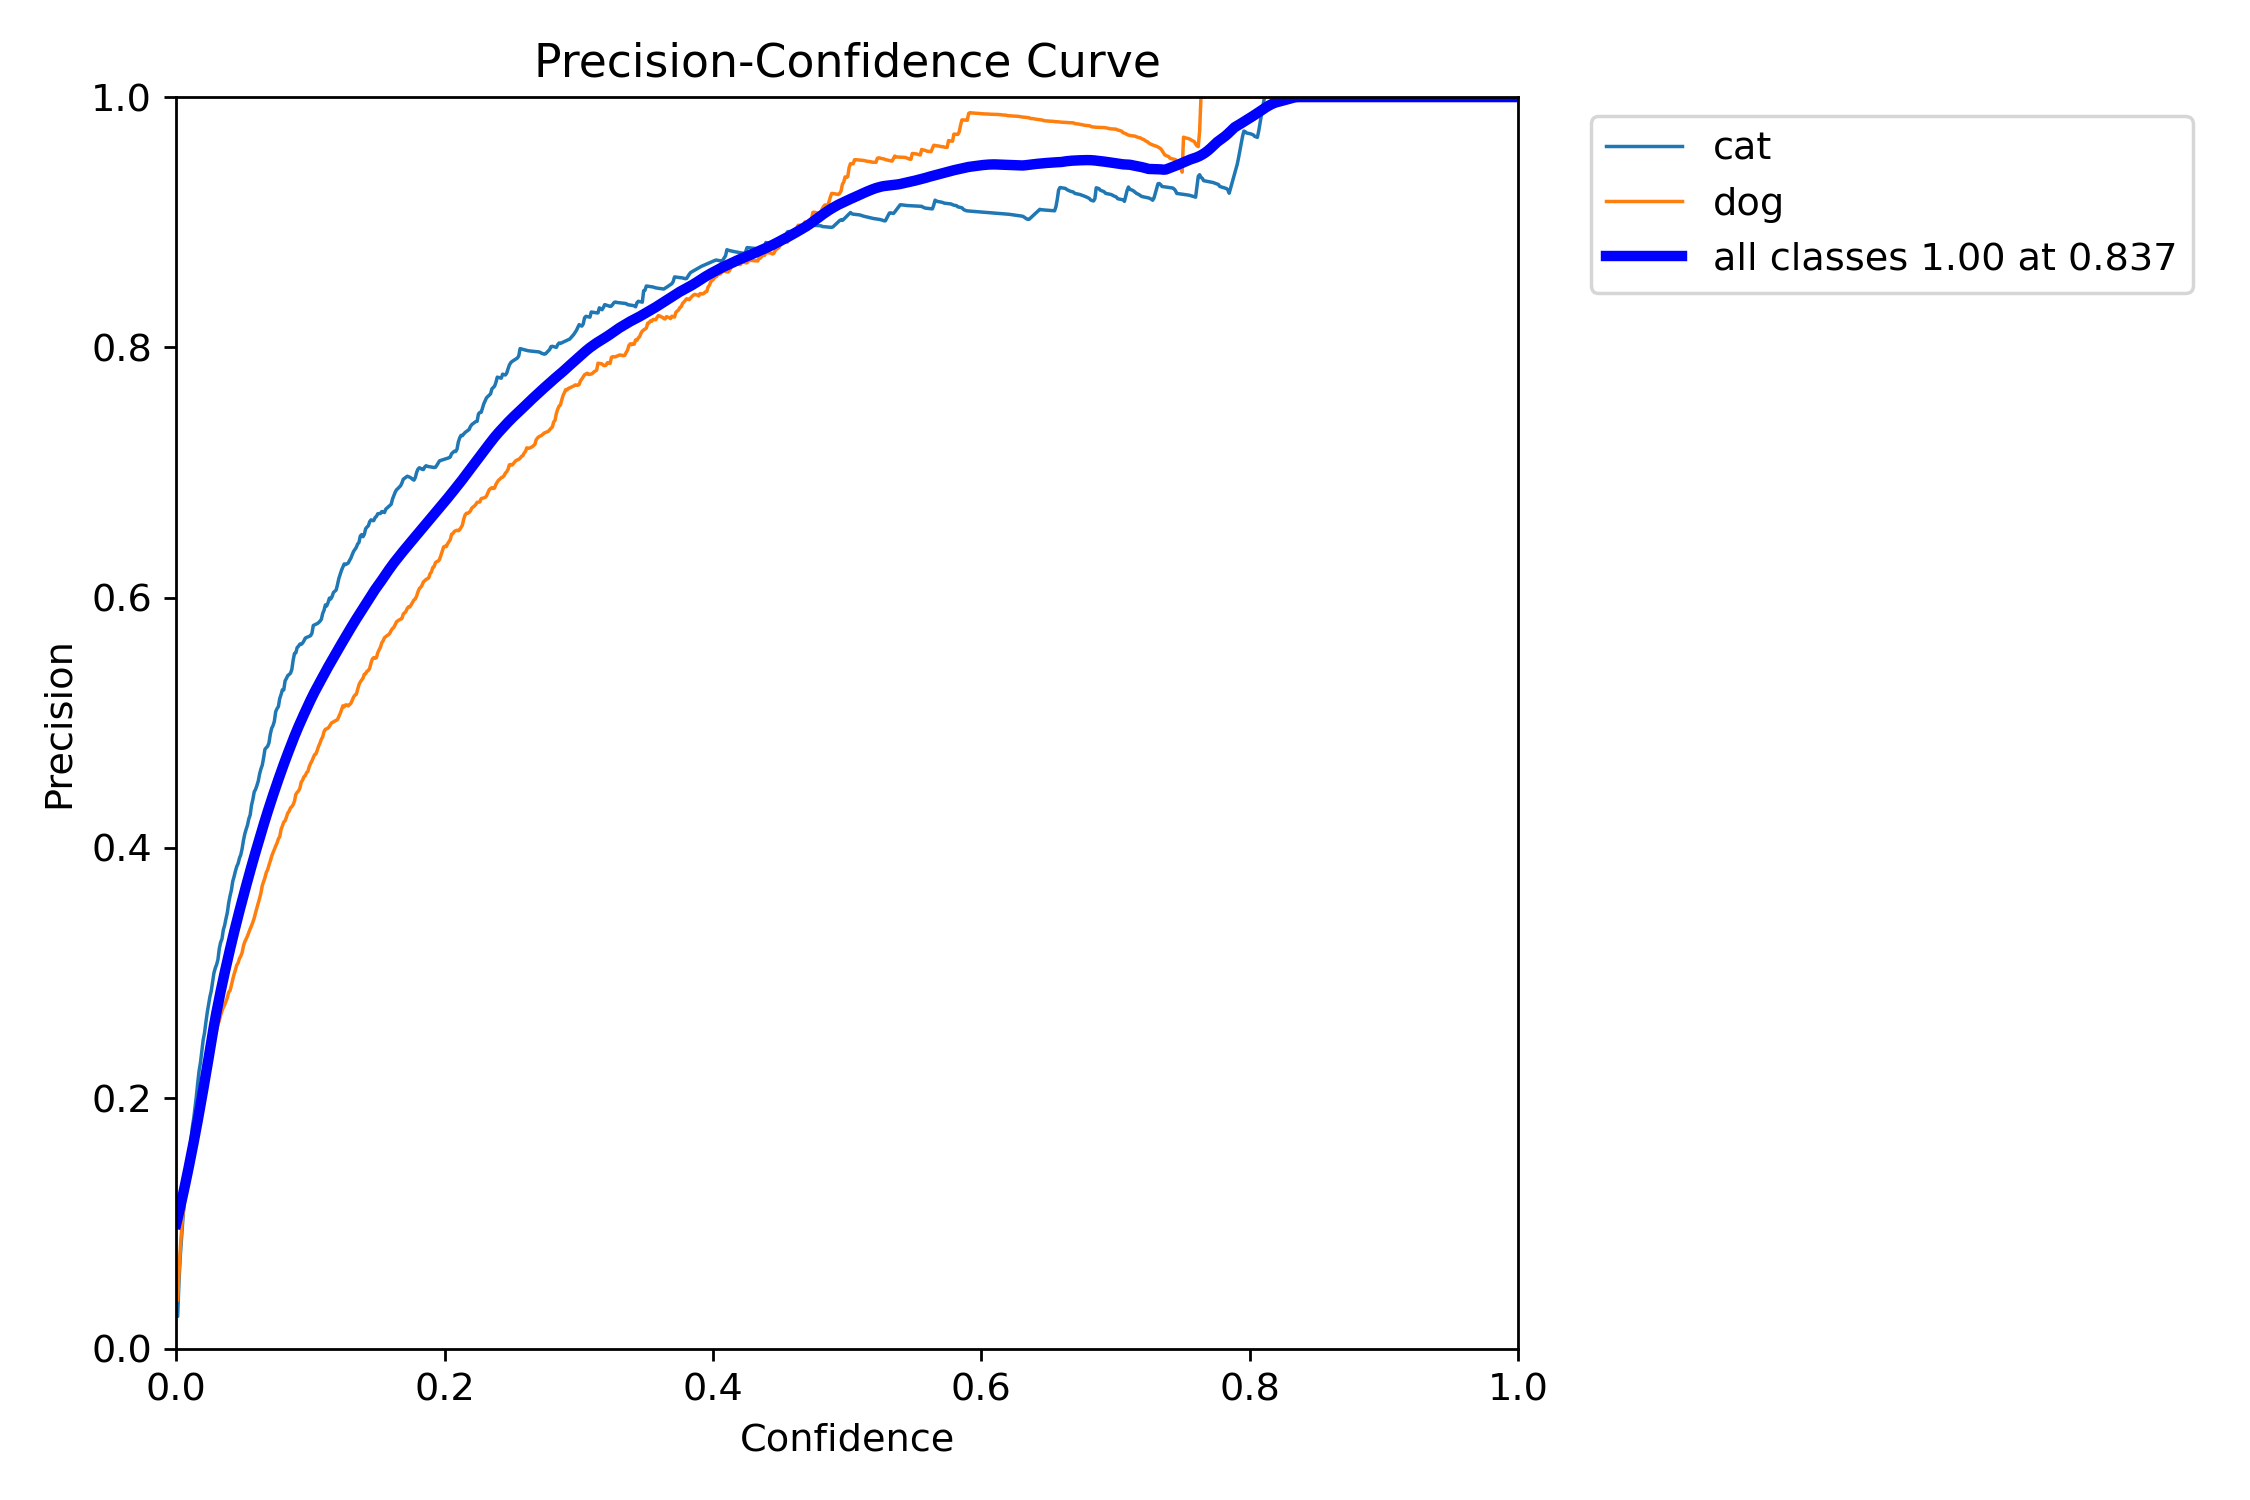 Precision-Confidence Curve
1.0
0.8
0.6
0.4
0.2
0.0
Precision
0.0 0.2 0.4 0.6 0.8 1.0
Confidence
cat
dog
all classes 1.00 at 0.837